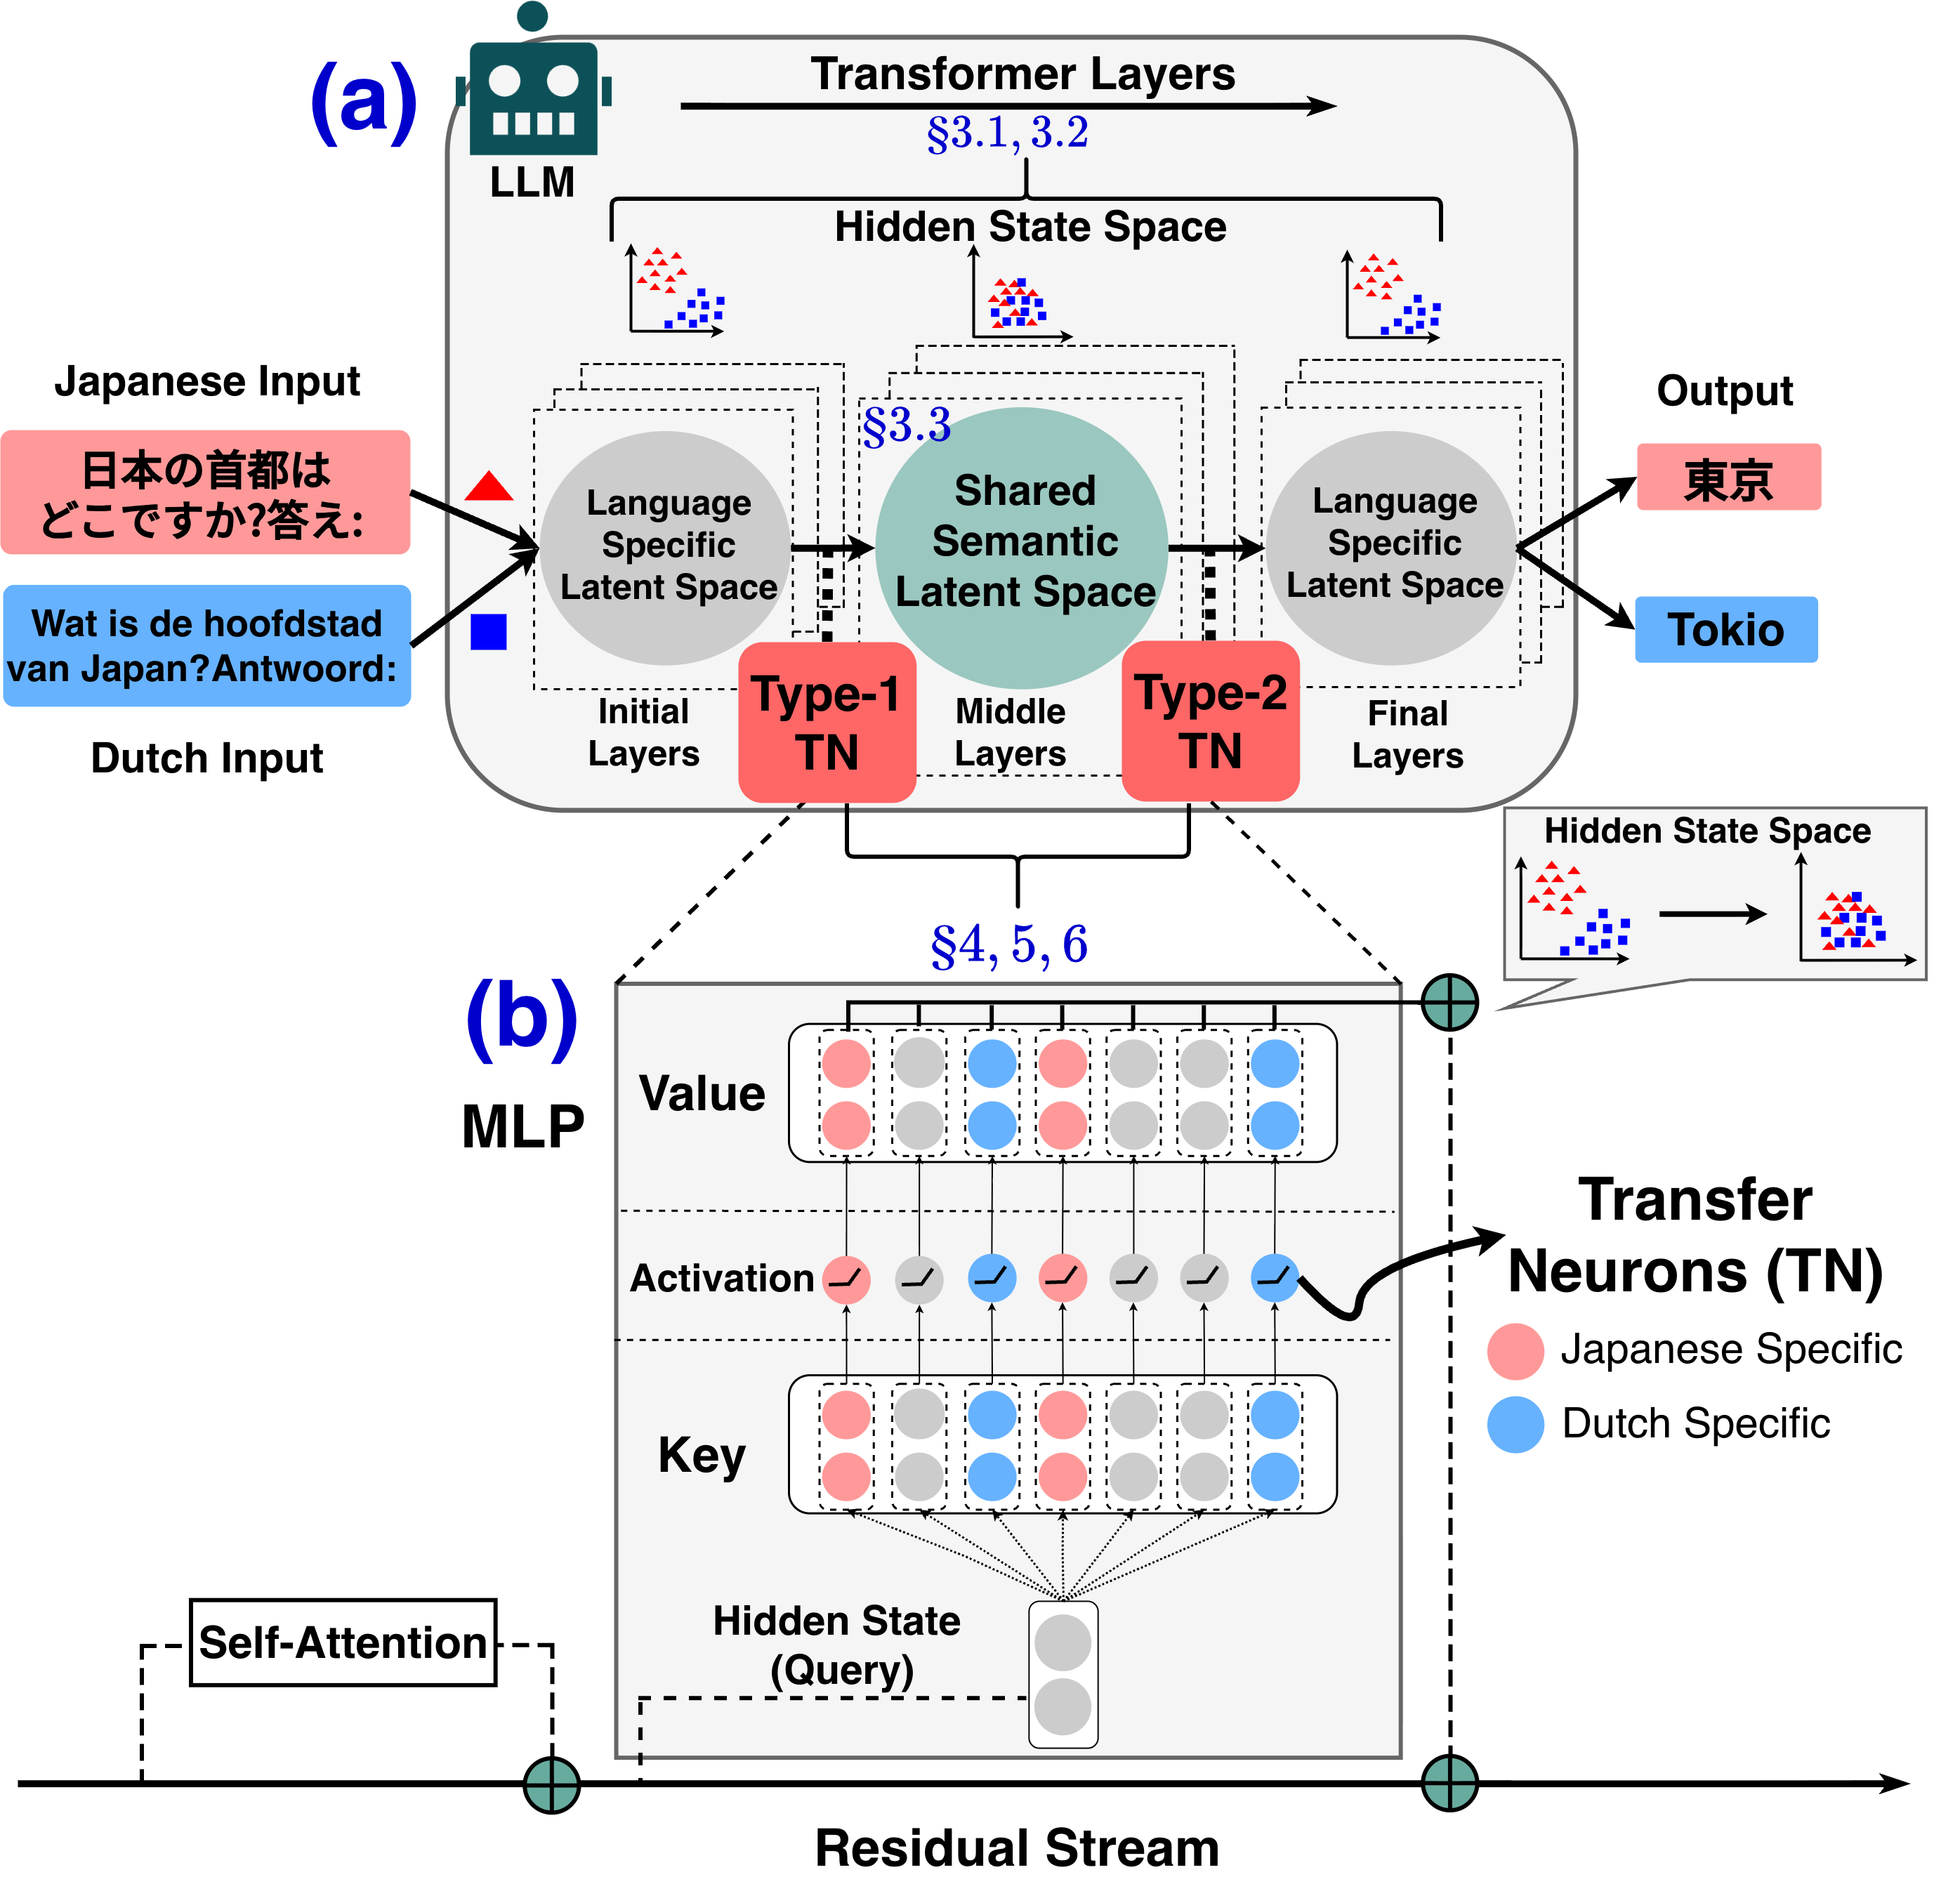 (a)
LLM
Transformer Layers
§3.1, 3.2
Hidden State Space
Japanese Input
日本の首都は
どこですか?答え:
Wat is de hoofdstad
van Japan?Antwoord:
Dutch Input
Language
Specific
Latent Space
Initial
Layers
§3.3
Shared
Semantic
Latent Space
Middle
Layers
Language
Specific
Latent Space
Final
Layers
Type-1
TN
Type-2
TN
Output
東京
Tokio
§4, 5, 6
Hidden State Space
(b)
MLP
Value
Activation
Key
Hidden State
(Query)
Transfer
Neurons (TN)
Japanese Specific
Dutch Specific
Self-Attention
Residual Stream